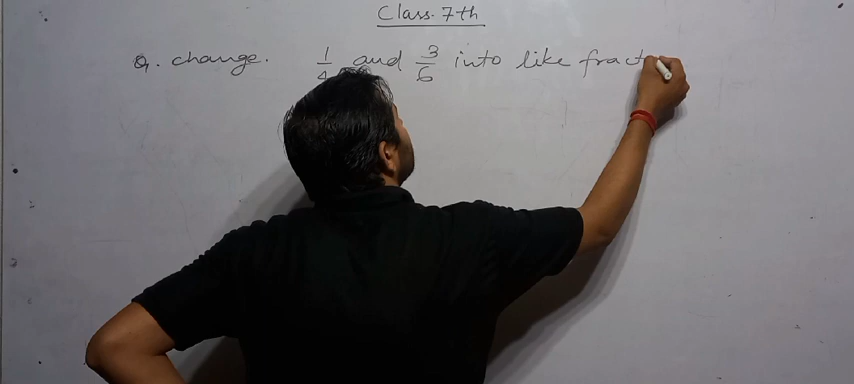 Class. 7th
Q. change. 1/4 and 3/6 into like fract